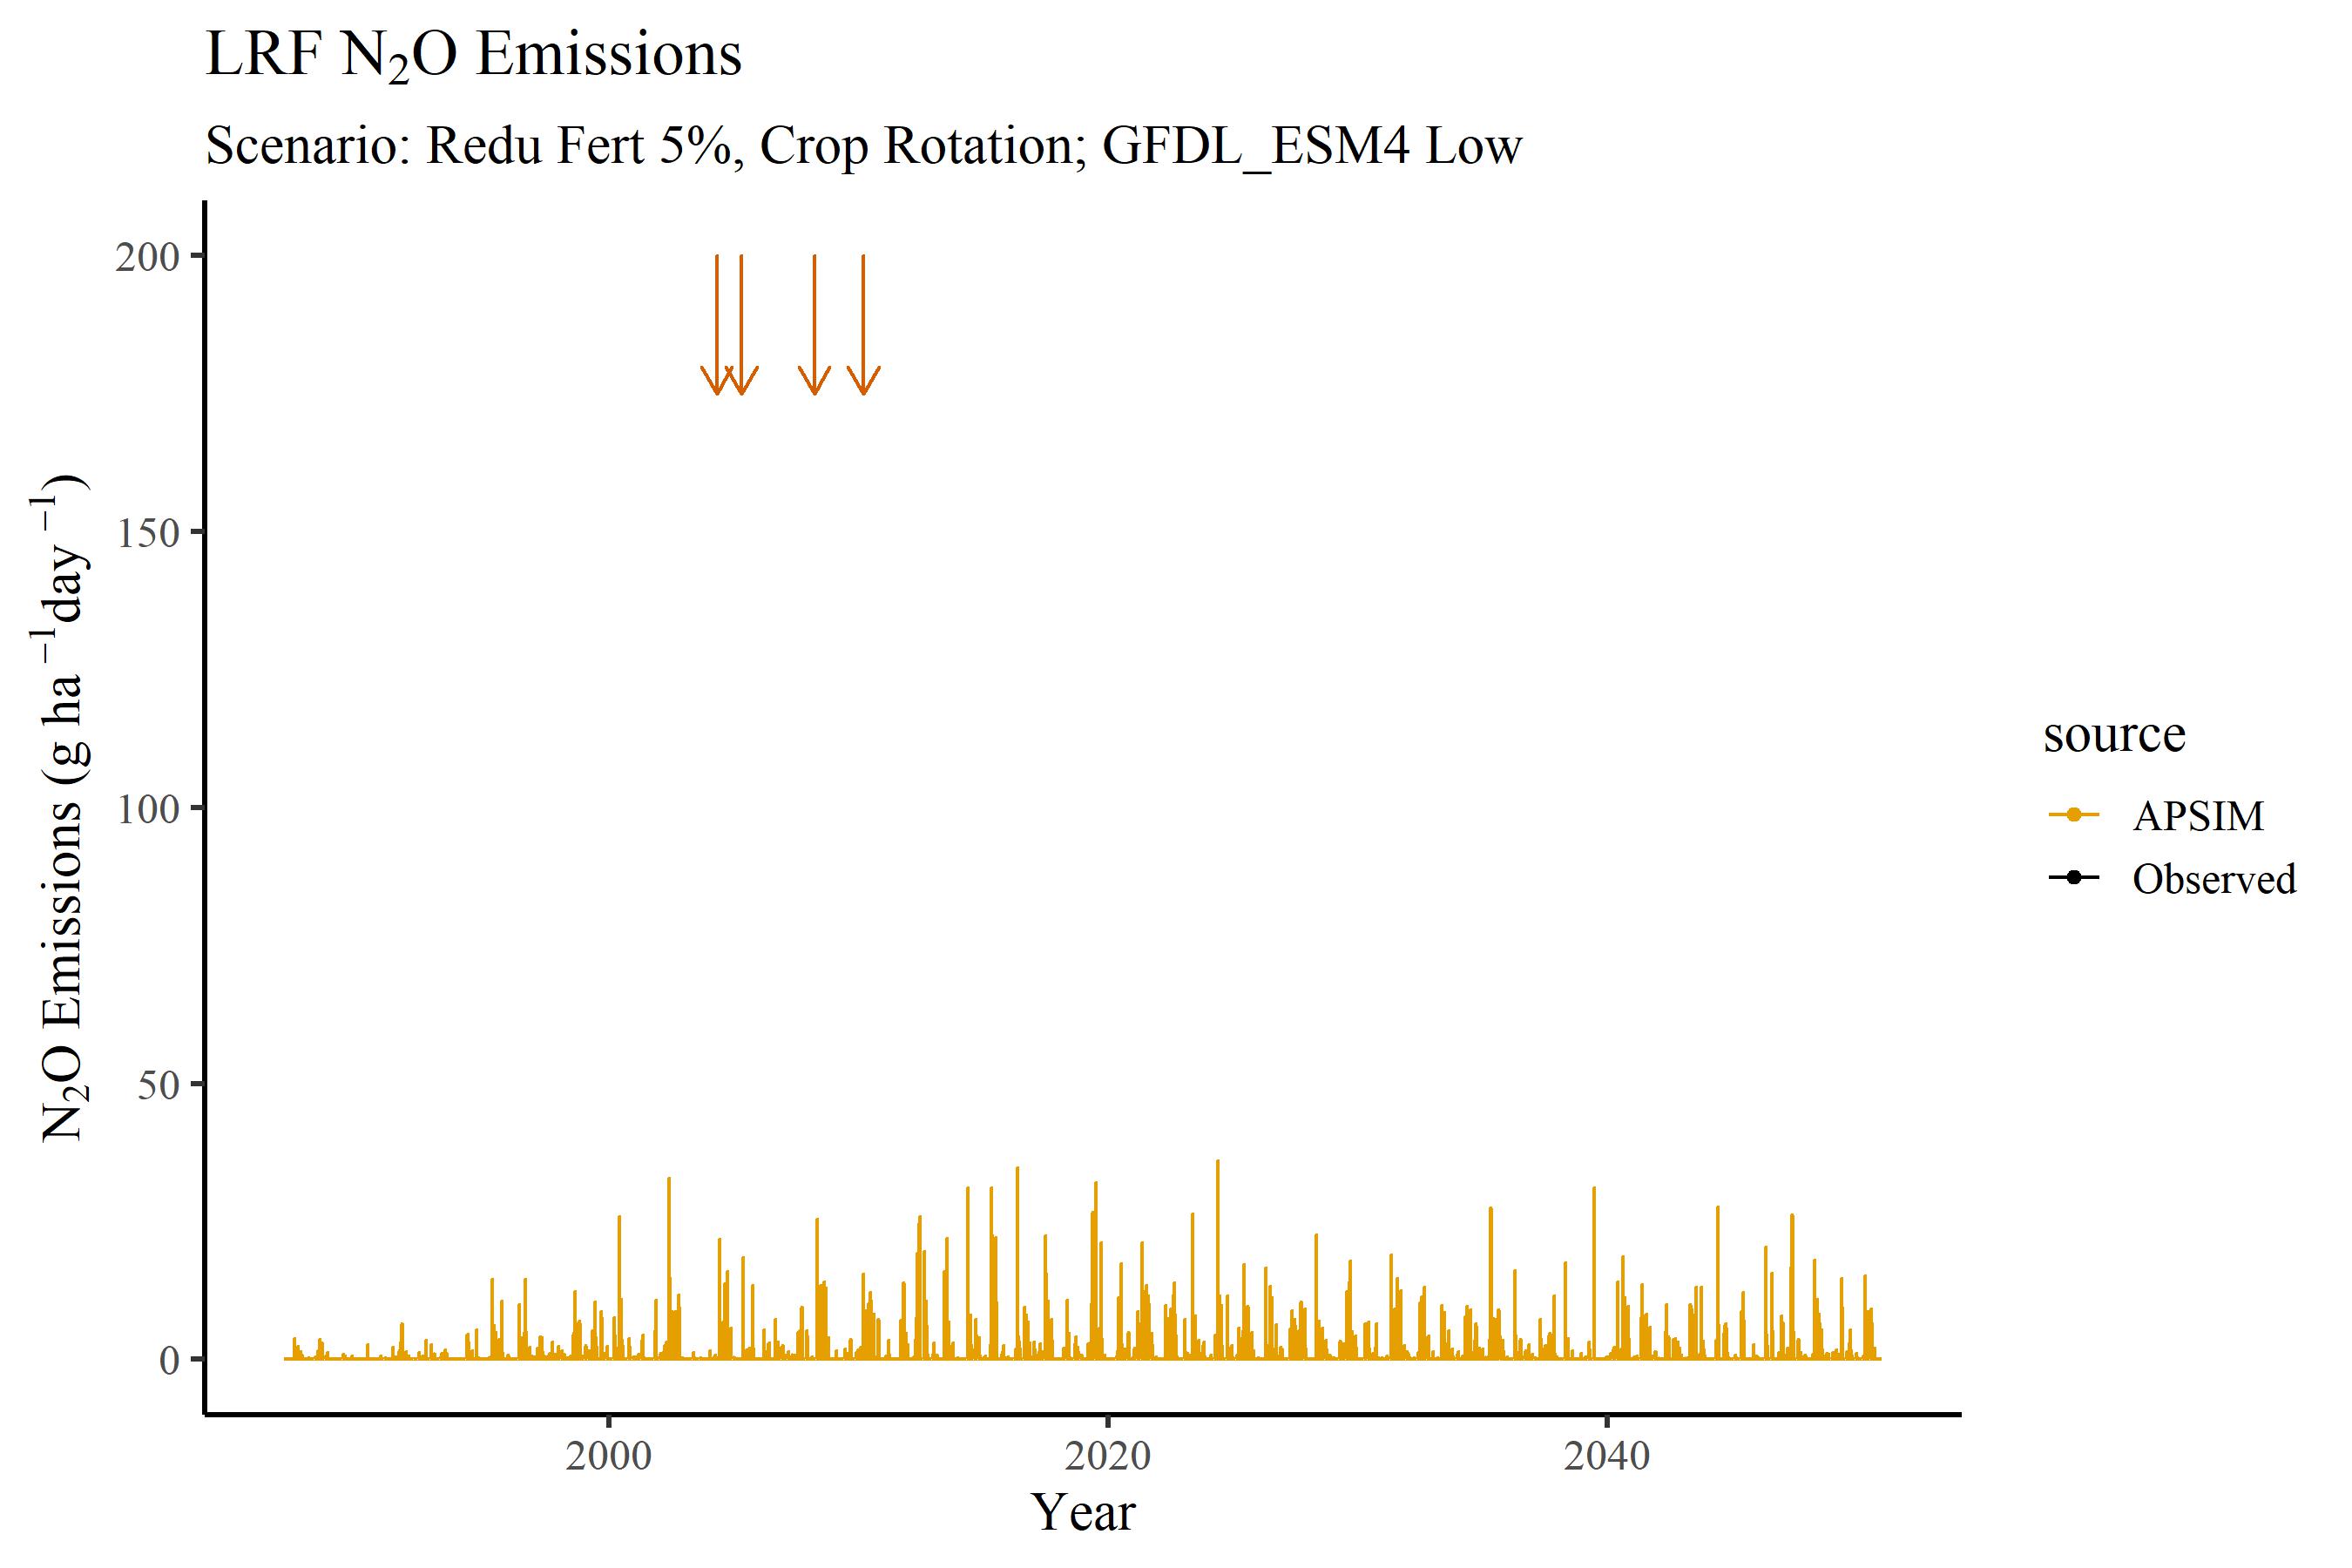 LRF N₂O Emissions
Scenario: Redu Fert 5%, Crop Rotation; GFDL_ESM4 Low
N₂O Emissions (g ha ⁻¹day ⁻¹)
200
150
100
50
0
2000 2020 2040
Year
source
APSIM
Observed